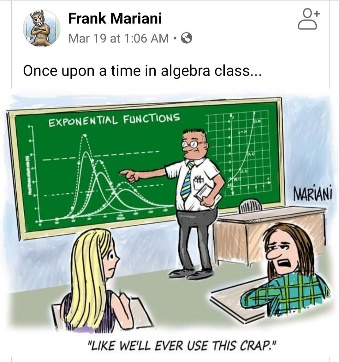 Frank Mariani
Mar 19 at 1:06 AM •
Once upon a time in algebra class...
EXPONENTIAL FUNCTIONS
MARIANI
"LIKE WE'LL EVER USE THIS CRAP."